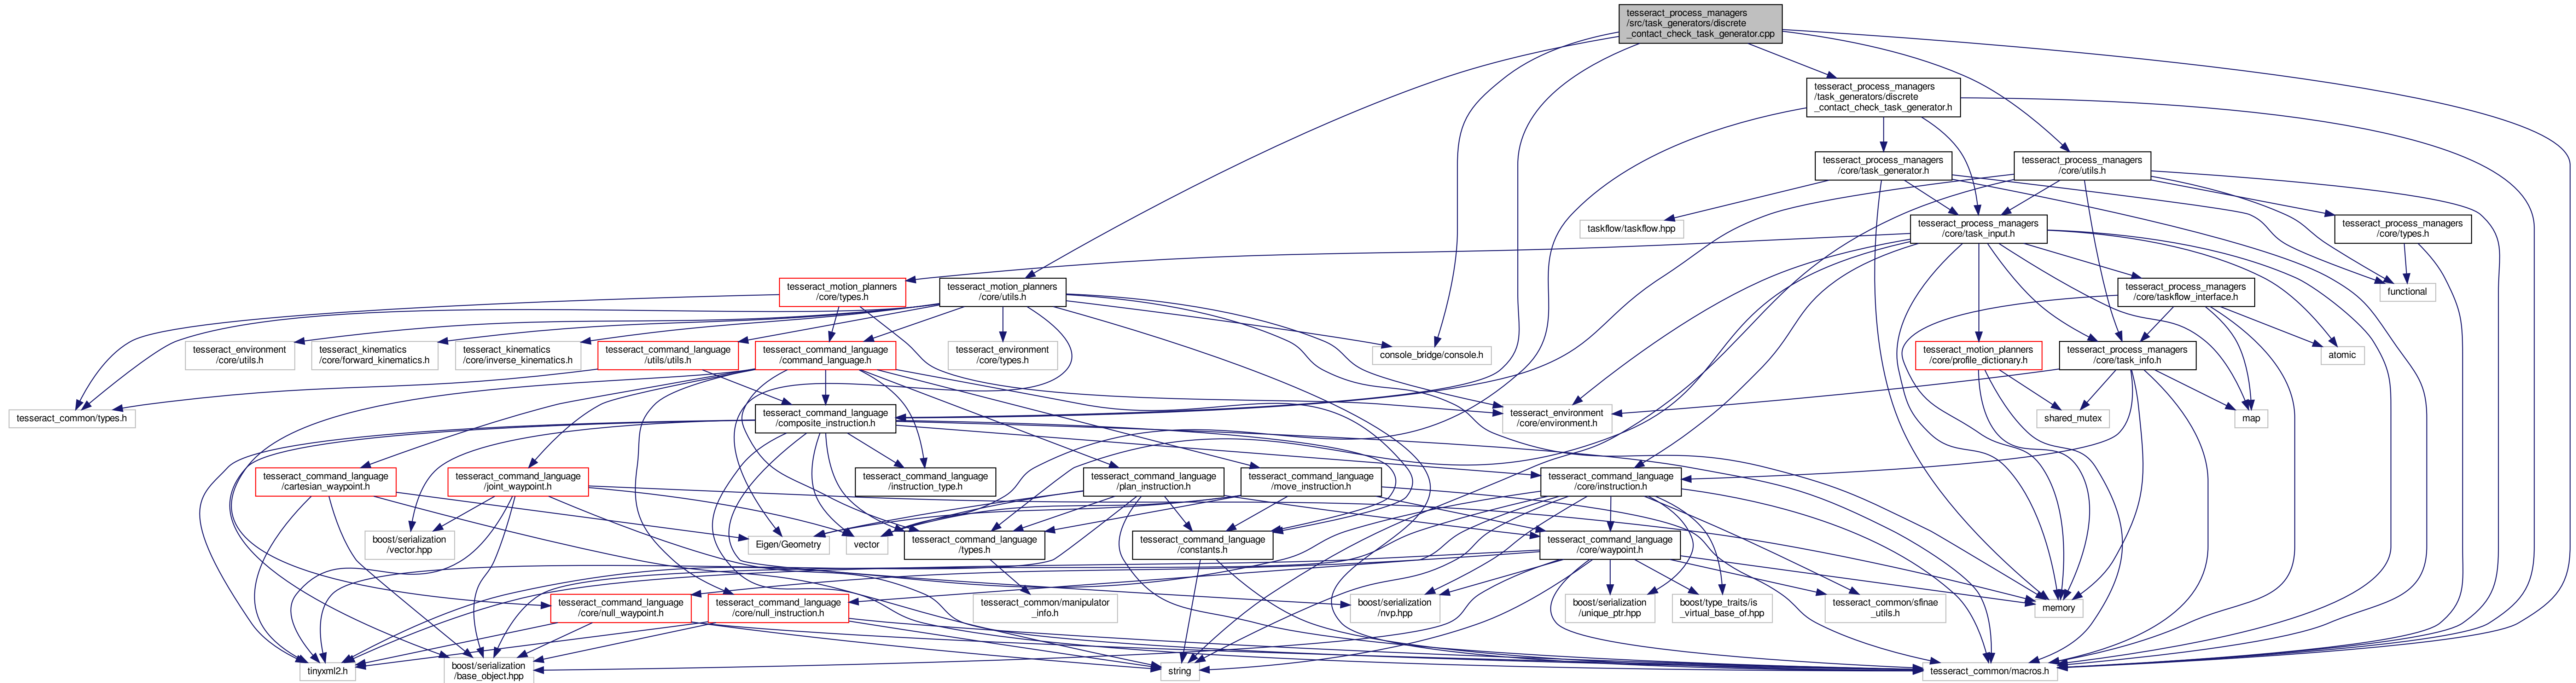 tesseract_process_managers
/src/task_generators/discrete
_contact_check_task_generator.cpp
tesseract_process_managers
/task_generators/discrete
_contact_check_task_generator.h
tesseract_process_managers
/core/task_generator.h
tesseract_process_managers
/core/utils.h
taskflow/taskflow.hpp
tesseract_process_managers
/core/task_input.h
tesseract_process_managers
/core/types.h
tesseract_motion_planners
/core/types.h
tesseract_motion_planners
/core/utils.h
tesseract_process_managers
/core/taskflow_interface.h
functional
tesseract_environment
/core/utils.h
tesseract_kinematics
/core/forward_kinematics.h
tesseract_kinematics
/core/inverse_kinematics.h
tesseract_command_language
/utils/utils.h
tesseract_command_language
/command_language.h
tesseract_environment
/core/types.h
console_bridge/console.h
tesseract_motion_planners
/core/profile_dictionary.h
tesseract_process_managers
/core/task_info.h
atomic
tesseract_common/types.h
tesseract_command_language
/composite_instruction.h
tesseract_environment
/core/environment.h
shared_mutex
map
tesseract_command_language
/cartesian_waypoint.h
tesseract_command_language
/joint_waypoint.h
tesseract_command_language
/instruction_type.h
tesseract_command_language
/plan_instruction.h
tesseract_command_language
/move_instruction.h
tesseract_command_language
/core/instruction.h
boost/serialization
/vector.hpp
Eigen/Geometry
vector
tesseract_command_language
/types.h
tesseract_command_language
/constants.h
tesseract_command_language
/core/waypoint.h
tesseract_command_language
/core/null_waypoint.h
tesseract_command_language
/core/null_instruction.h
tesseract_common/manipulator
_info.h
boost/serialization
/nvp.hpp
boost/serialization
/unique_ptr.hpp
boost/type_traits/is
_virtual_base_of.hpp
tesseract_common/sfinae
_utils.h
memory
tinyxml2.h
boost/serialization
/base_object.hpp
string
tesseract_common/macros.h